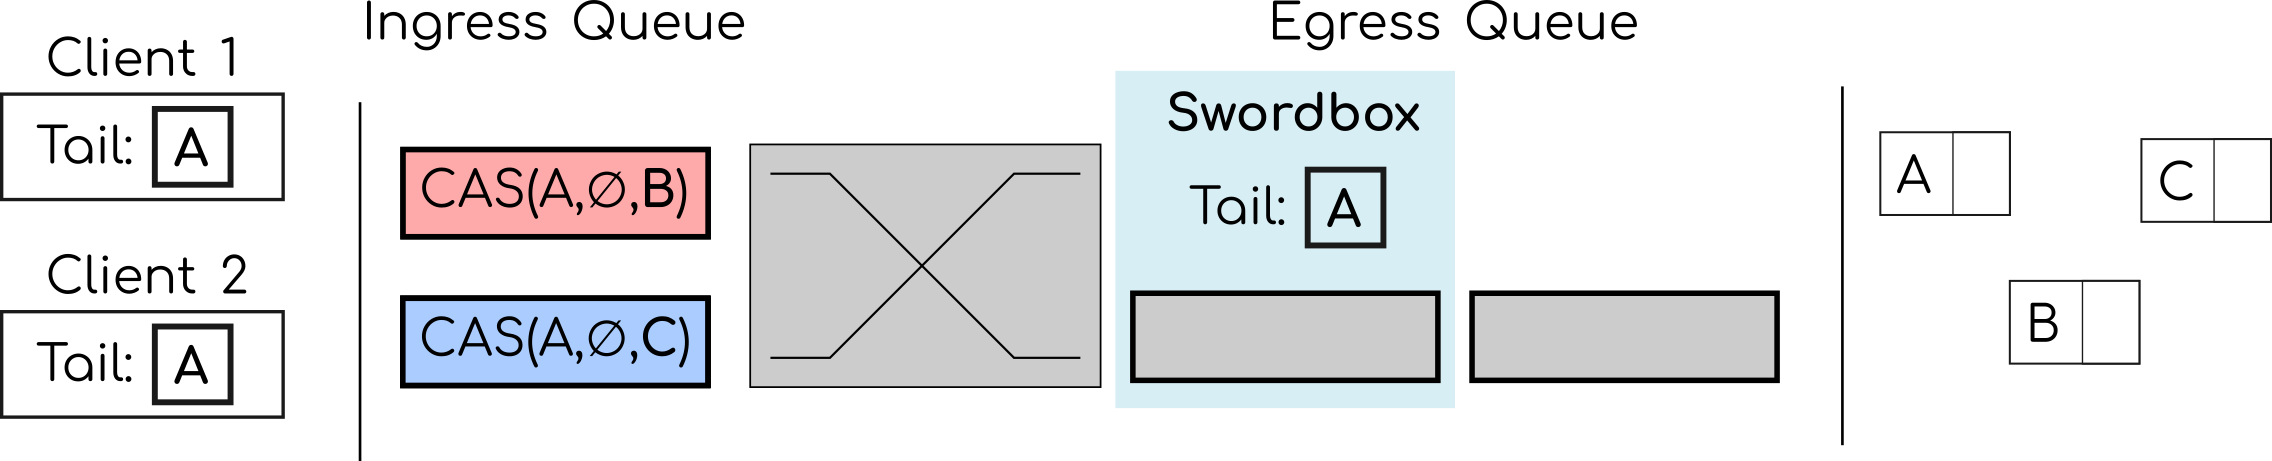 Ingress Queue
Egress Queue
Client 1
Tail: A
Client 2
Tail: A
CAS(A,∅,B)
CAS(A,∅,C)
Swordbox
Tail: A
A
C
B